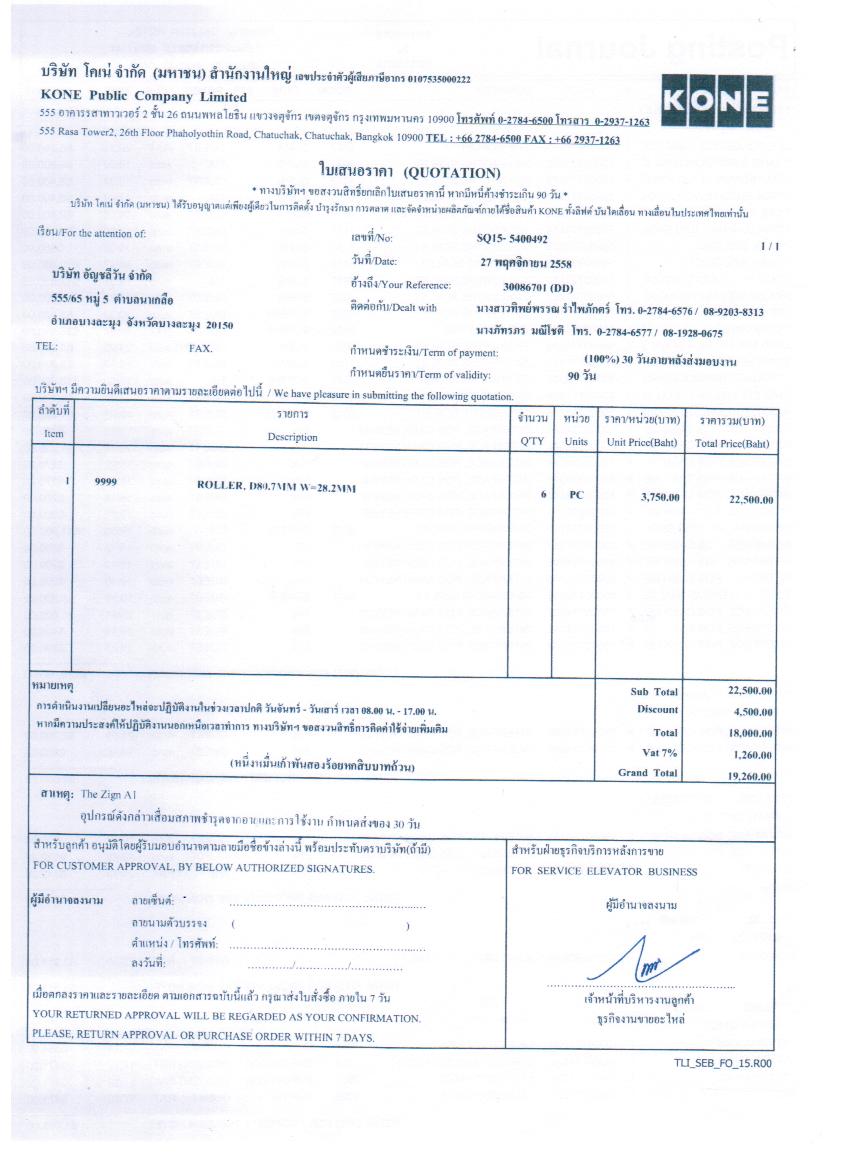 บริษัท โคเน่ จำกัด (มหาชน) สำนักงานใหญ่ เลขประจำตัวผู้เสียภาษีอากร 0107535000222
KONE Public Company Limited
KONE
555 อาคารรสาทาวเวอร์ 2 ชั้น 26 ถนนพหลโยธิน แขวงจตุจักร เขตจตุจักร กรุงเทพมหานคร 10900 โทรศัพท์ 0-2784-6500 โทรสาร 0-2937-1263
555 Rasa Tower2, 26th Floor Phaholyothin Road, Chatuchak, Chatuchak, Bangkok 10900 TEL : +66 2784-6500 FAX : +66 2937-1263
ใบเสนอราคา (QUOTATION)
* ทางบริษัทฯ ขอสงวนสิทธิ์ยกเลิกใบเสนอราคานี้ หากมีหนี้ค้างชำระเกิน 90 วัน *
บริษัท โคเน่ จำกัด (มหาชน) ได้รับอนุญาตแต่เพียงผู้เดียวในการติดตั้ง บำรุงรักษา การตลาด และจัดจำหน่ายผลิตภัณฑ์ภายใต้ชื่อสินค้า KONE ทั้งลิฟต์ บันไดเลื่อน ทางเลื่อนในประเทศไทยเท่านั้น
เรียน/For the attention of:
เลขที่/No: SQ15- 5400492
1 / 1
วันที่/Date: 27 พฤศจิกายน 2558
บริษัท อัญชลีวัน จำกัด
อ้างถึง/Your Reference: 30086701 (DD)
555/65 หมู่ 5 ตำบลนาเกลือ
ติดต่อกับ/Dealt with นางสาวทิพย์พรรณ รำไพภักตร์ โทร. 0-2784-6576 / 08-9203-8313
อำเภอบางละมุง จังหวัดบางละมุง 20150
นางภัทรภร มณีโชติ โทร. 0-2784-6577 / 08-1928-0675
TEL: FAX.
กำหนดชำระเงิน/Term of payment: (100%) 30 วันภายหลังส่งมอบงาน
กำหนดยืนราคา/Term of validity: 90 วัน
บริษัทฯ มีความยินดีเสนอราคาตามรายละเอียดต่อไปนี้ / We have pleasure in submitting the following quotation.
ลำดับที่ รายการ จำนวน หน่วย ราคา/หน่วย(บาท) ราคารวม(บาท)
Item Description Q'TY Units Unit Price(Baht) Total Price(Baht)
1 9999 ROLLER, D80.7MM W=28.2MM 6 PC 3,750.00 22,500.00
หมายเหตุ
Sub Total 22,500.00
การดำเนินงานเปลี่ยนอะไหล่จะปฏิบัติงานในช่วงเวลาปกติ วันจันทร์ - วันเสาร์ เวลา 08.00 น. - 17.00 น.
Discount 4,500.00
หากมีความประสงค์ให้ปฏิบัติงานนอกเหนือเวลาทำการ ทางบริษัทฯ ขอสงวนสิทธิ์การคิดค่าใช้จ่ายเพิ่มเติม
Total 18,000.00
Vat 7% 1,260.00
(หนึ่งหมื่นเก้าพันสองร้อยหกสิบบาทถ้วน)
Grand Total 19,260.00
สาเหตุ: The Zign A1
อุปกรณ์ดังกล่าวเสื่อมสภาพชำรุดจากอายุและการใช้งาน กำหนดส่งของ 30 วัน
สำหรับลูกค้า อนุมัติโดยผู้รับมอบอำนาจตามลายมือชื่อข้างล่างนี้ พร้อมประทับตราบริษัท(ถ้ามี)
FOR CUSTOMER APPROVAL, BY BELOW AUTHORIZED SIGNATURES.
สำหรับฝ่ายธุรกิจบริการหลังการขาย
FOR SERVICE ELEVATOR BUSINESS
ผู้มีอำนาจลงนาม ลายเซ็นต์: ..........................................
ผู้มีอำนาจลงนาม
ลายนามตัวบรรจง ( )
ตำแหน่ง / โทรศัพท์: ..........................................
ลงวันที่: ............/............../..............
เมื่อตกลงราคาและรายละเอียด ตามเอกสารฉบับนี้แล้ว กรุณาส่งใบสั่งซื้อ ภายใน 7 วัน
YOUR RETURNED APPROVAL WILL BE REGARDED AS YOUR CONFIRMATION.
PLEASE, RETURN APPROVAL OR PURCHASE ORDER WITHIN 7 DAYS.
เจ้าหน้าที่บริหารงานลูกค้า
ธุรกิจงานขายอะไหล่
TLI_SEB_FO_15.R00